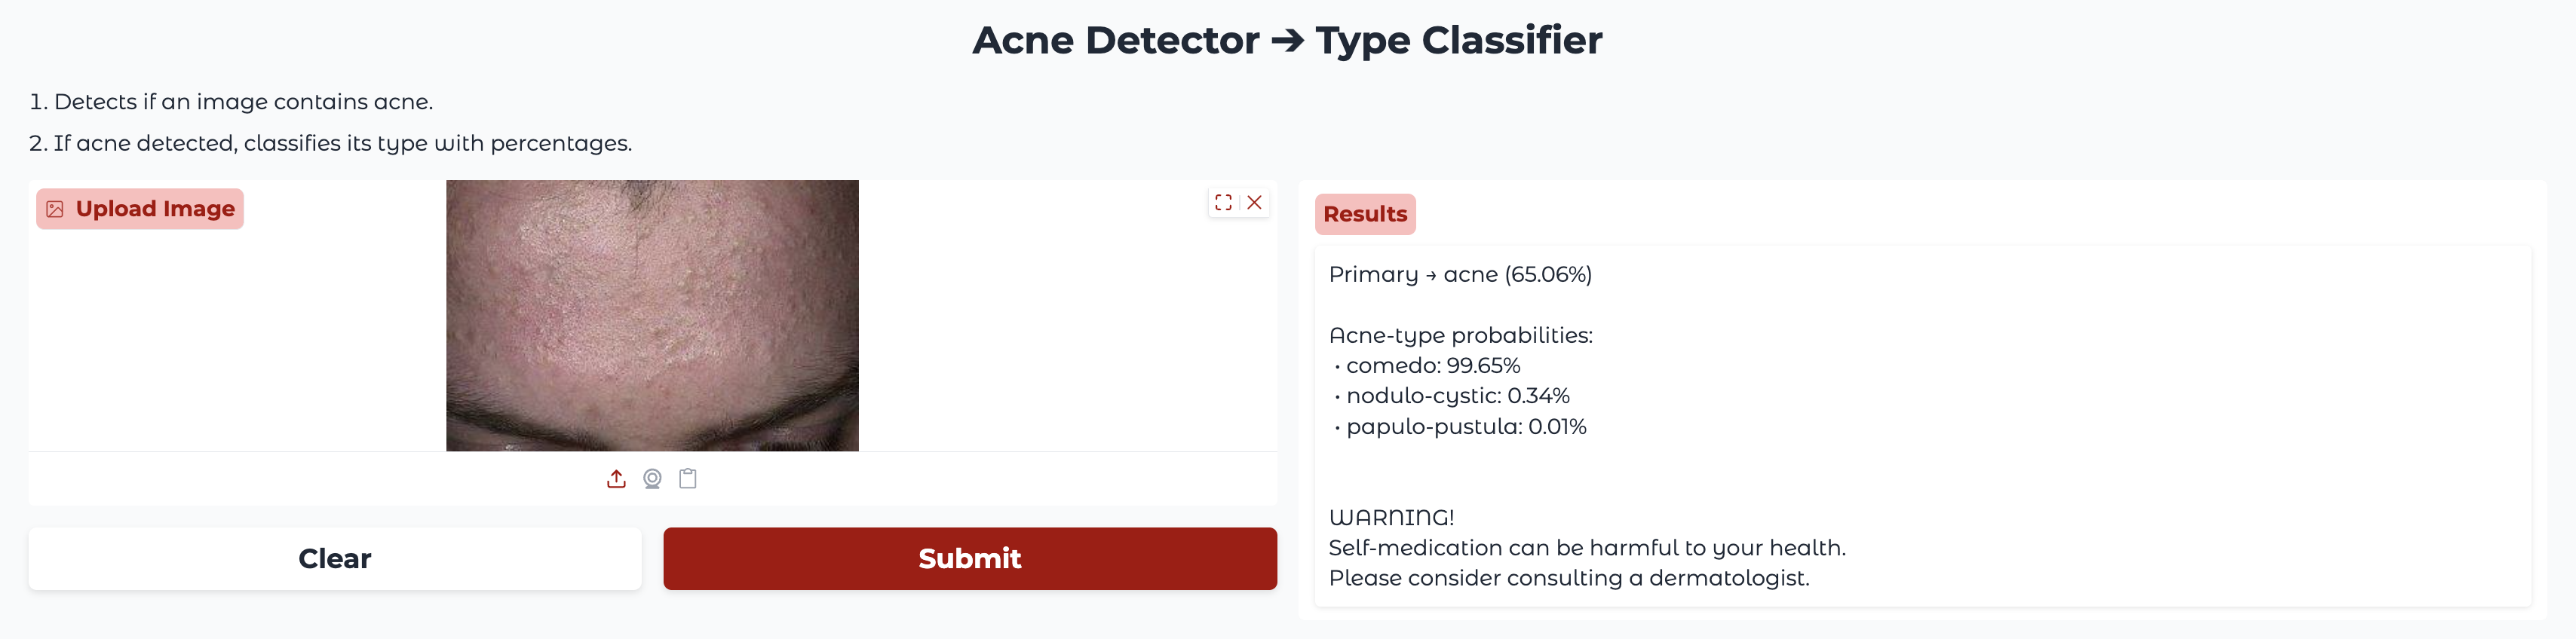 Acne Detector ➔ Type Classifier
1. Detects if an image contains acne.
2. If acne detected, classifies its type with percentages.
Upload Image
Results
Primary → acne (65.06%)
Acne-type probabilities:
• comedo: 99.65%
• nodulo-cystic: 0.34%
• papulo-pustula: 0.01%
WARNING!
Self-medication can be harmful to your health.
Please consider consulting a dermatologist.
Clear
Submit